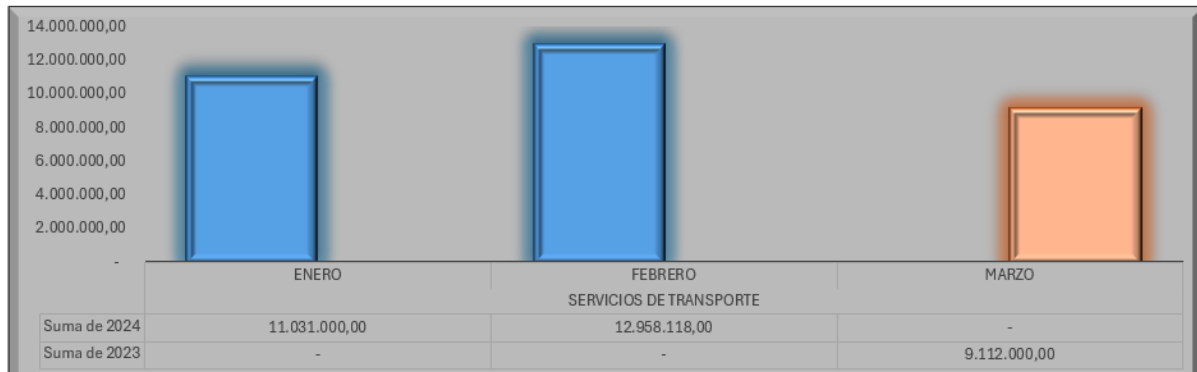 14.000.000,00
12.000.000,00
10.000.000,00
8.000.000,00
6.000.000,00
4.000.000,00
2.000.000,00
-
ENERO FEBRERO MARZO
SERVICIOS DE TRANSPORTE
Suma de 2024 11.031.000,00 12.958.118,00 -
Suma de 2023 - - 9.112.000,00